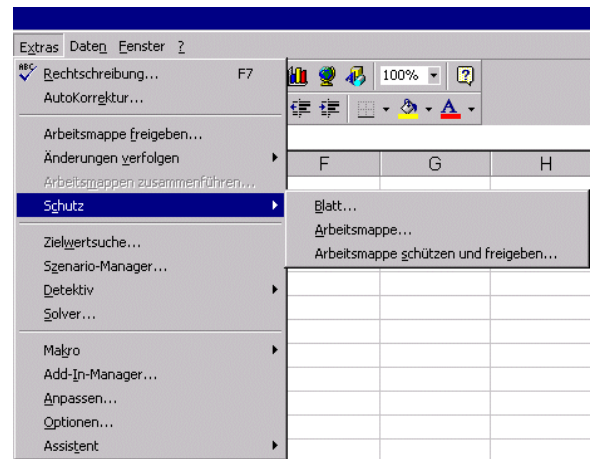 Extras Daten Fenster ?
ABC
Rechtschreibung... F7
100%
?
AutoKorrektur...
A
Arbeitsmappe freigeben...
Änderungen verfolgen
F G H
Arbeitsmappen zusammenführen...
Schutz
Blatt...
Arbeitsmappe...
Arbeitsmappe schützen und freigeben...
Zielwertsuche...
Szenario-Manager...
Detektiv
Solver...
Makro
Add-In-Manager...
Anpassen...
Optionen...
Assistent